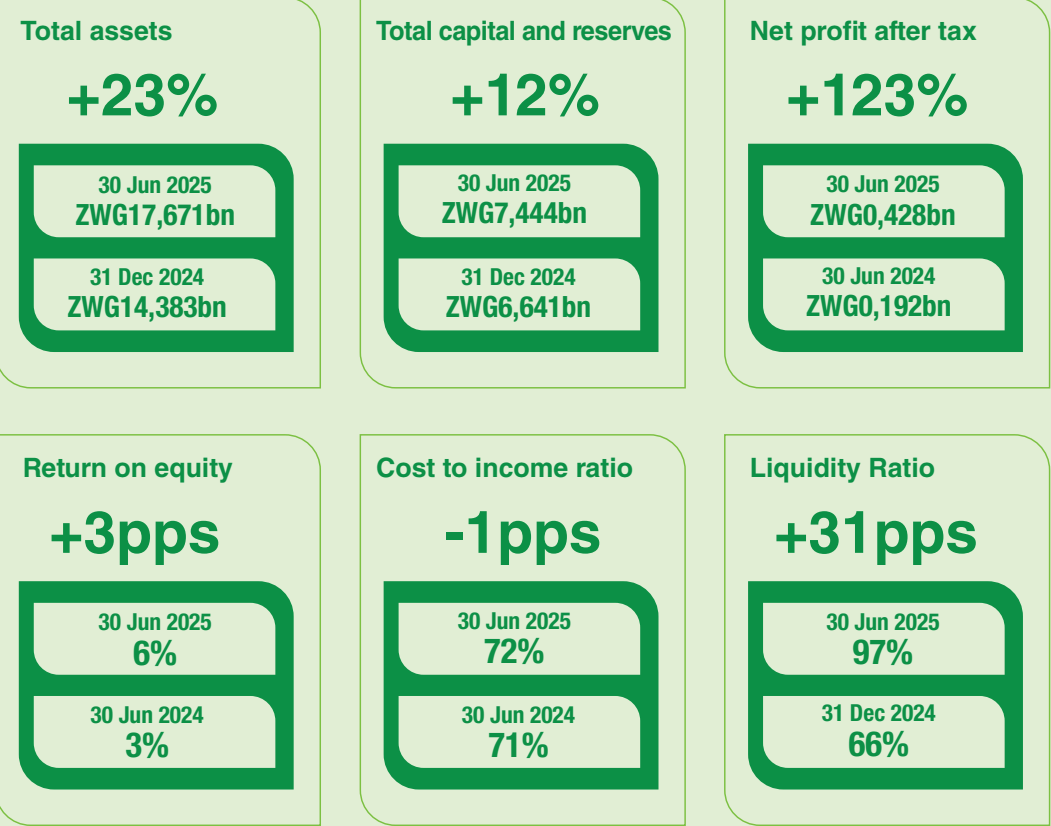 Total assets
+23%
30 Jun 2025
ZWG17,671bn
31 Dec 2024
ZWG14,383bn
Total capital and reserves
+12%
30 Jun 2025
ZWG7,444bn
31 Dec 2024
ZWG6,641bn
Net profit after tax
+123%
30 Jun 2025
ZWG0,428bn
30 Jun 2024
ZWG0,192bn
Return on equity
+3pps
30 Jun 2025
6%
30 Jun 2024
3%
Cost to income ratio
-1pps
30 Jun 2025
72%
30 Jun 2024
71%
Liquidity Ratio
+31pps
30 Jun 2025
97%
31 Dec 2024
66%